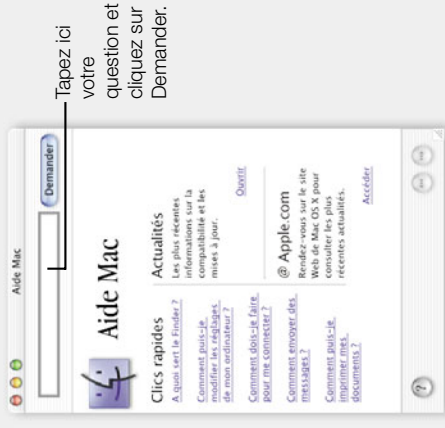 Aide Mac
Demander
Tapez ici
votre
question et
cliquez sur
Demander.
Aide Mac
Clics rapides
A quoi sert le Finder ?
Comment puis-je
modifier les réglages
de mon ordinateur ?
Comment dois-je faire
pour me connecter ?
Comment envoyer des
messages ?
Comment puis-je
imprimer mes
documents ?
Actualités
Les plus récentes
informations sur la
compatibilité et les
mises à jour.
Ouvrir
@ Apple.com
Rendez-vous sur le site
Web de Mac OS X pour
consulter les plus
récentes actualités.
Accéder
?